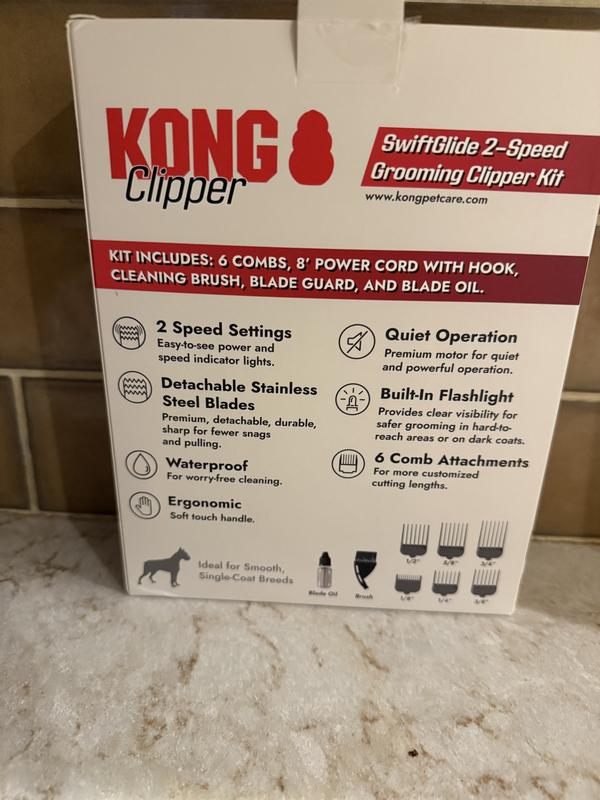 KONG
Clipper
SwiftGlide 2-Speed
Grooming Clipper Kit
www.kongpetcare.com
KIT INCLUDES: 6 COMBS, 8' POWER CORD WITH HOOK,
CLEANING BRUSH, BLADE GUARD, AND BLADE OIL.
2 Speed Settings
Easy-to-see power and
speed indicator lights.
Detachable Stainless
Steel Blades
Premium, detachable, durable,
sharp for fewer snags
and pulling.
Waterproof
For worry-free cleaning.
Ergonomic
Soft touch handle.
Quiet Operation
Premium motor for quiet
and powerful operation.
Built-In Flashlight
Provides clear visibility for
safer grooming in hard-to-
reach areas or on dark coats.
6 Comb Attachments
For more customized
cutting lengths.
Ideal for Smooth,
Single-Coat Breeds
Blade Oil
Brush
1/2"
5/8"
3/4"
1/8"
1/4"